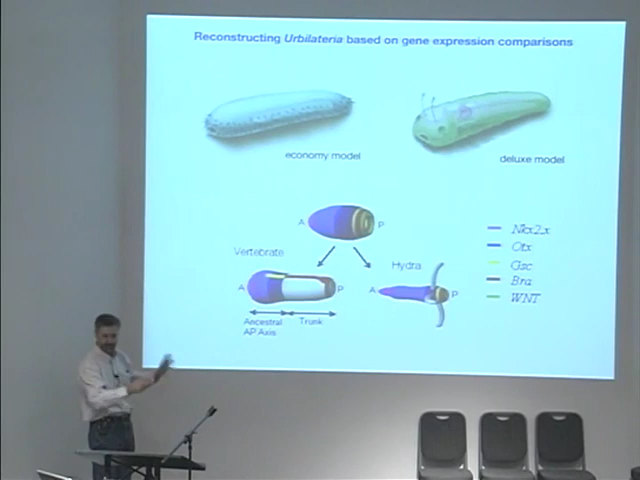 Reconstructing Urbilateria based on gene expression comparisons
economy model
deluxe model
A
P
Vertebrate
Hydra
A
P
A
P
Ancestral
AP Axis
Trunk
Nkx2.x
Otx
Gsc
Bra
WNT